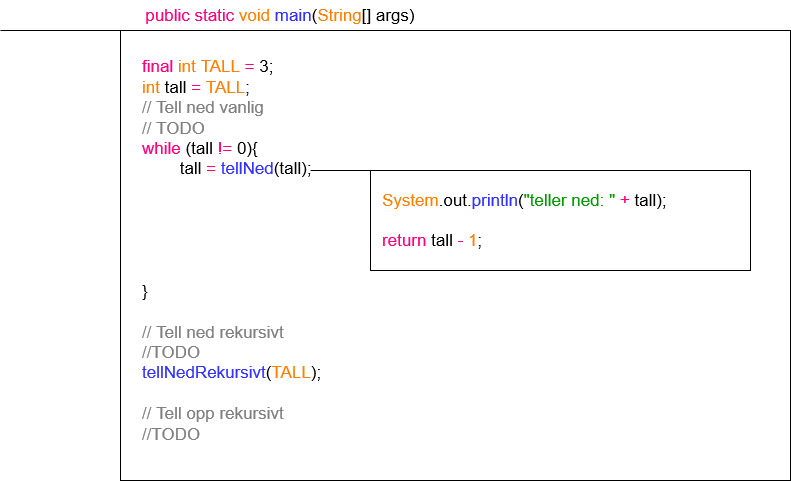 public static void main(String[] args)
final int TALL = 3;
int tall = TALL;
// Tell ned vanlig
// TODO
while (tall != 0){
tall = tellNed(tall);
System.out.println("teller ned: " + tall);
return tall - 1;
}
// Tell ned rekursivt
//TODO
tellNedRekursivt(TALL);
// Tell opp rekursivt
//TODO